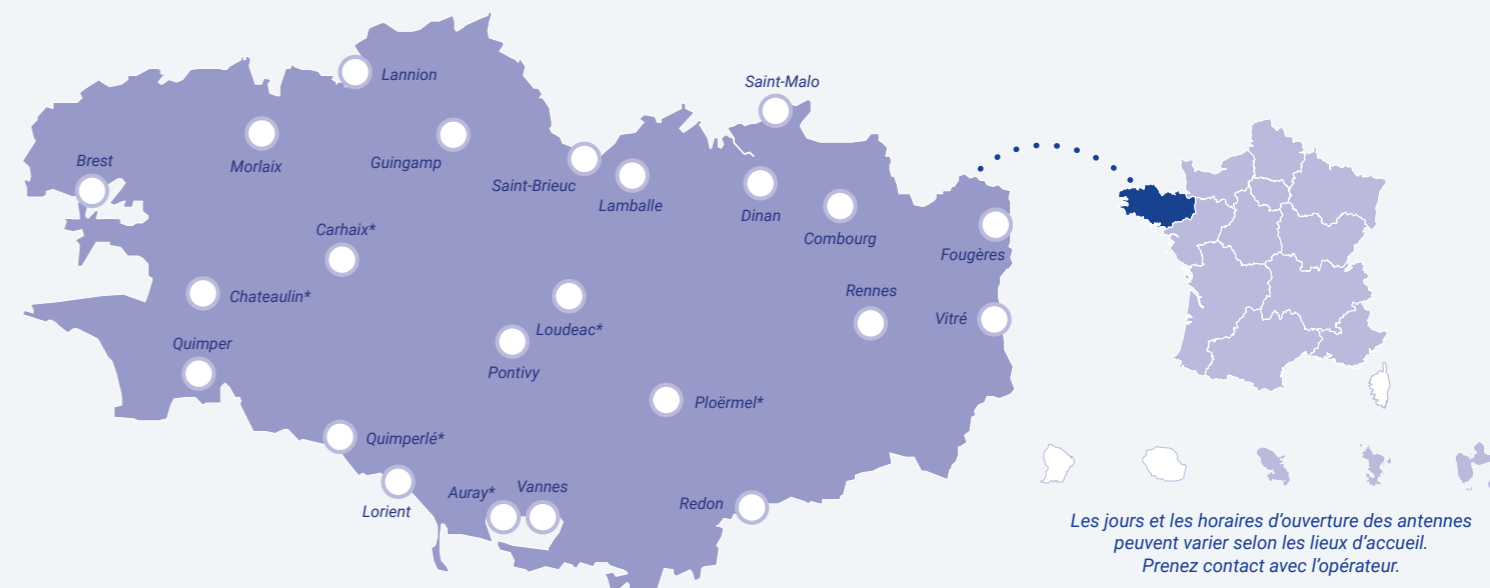 Lannion
Saint-Malo
Brest
Morlaix
Guingamp
Saint-Brieuc
Lamballe
Dinan
Combourg
Carhaix*
Fougères
Chateaulin*
Rennes
Loudeac*
Vitré
Quimper
Pontivy
Ploërmel*
Quimperlé*
Auray*
Vannes
Redon
Lorient
Les jours et les horaires d’ouverture des antennes
peuvent varier selon les lieux d’accueil.
Prenez contact avec l’opérateur.